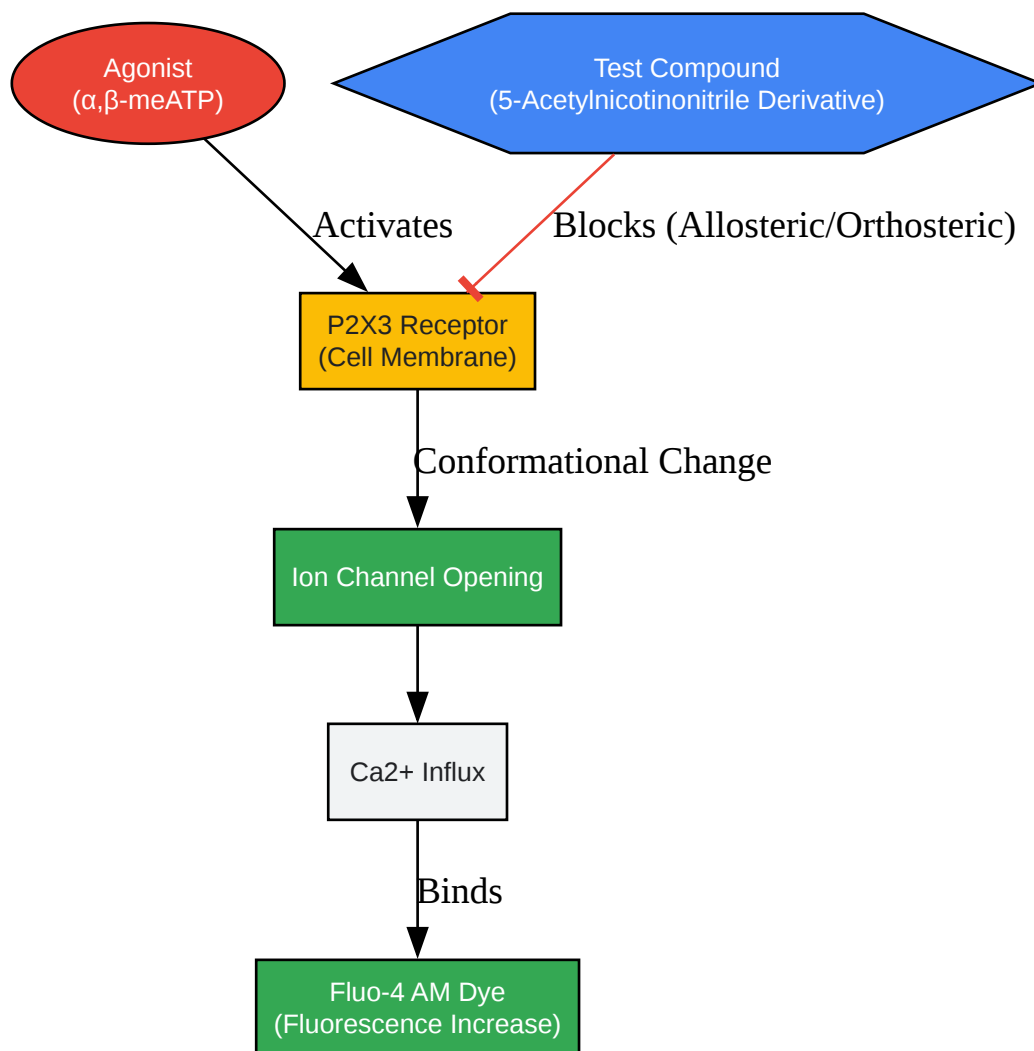 Agonist
(α,β-meATP)
Test Compound
(5-Acetylnicotinonitrile Derivative)
Activates
Blocks (Allosteric/Orthosteric)
P2X3 Receptor
(Cell Membrane)
Conformational Change
Ion Channel Opening
Ca2+ Influx
Binds
Fluo-4 AM Dye
(Fluorescence Increase)